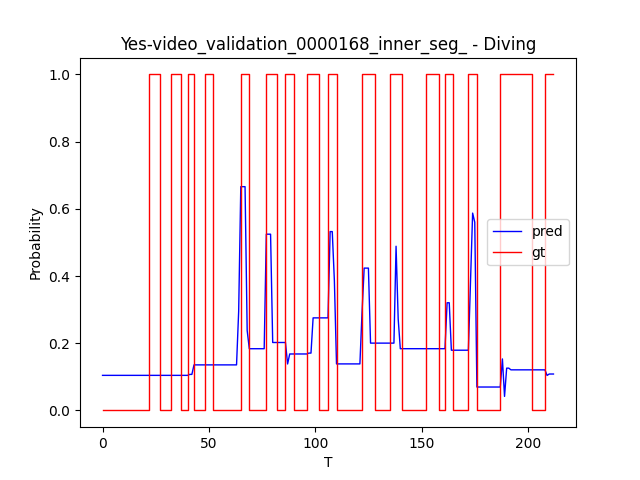 Yes-video_validation_0000168_inner_seg_ - Diving
1.0
0.8
0.6
0.4
0.2
0.0
Probability
pred
gt
0
50
100
150
200
T